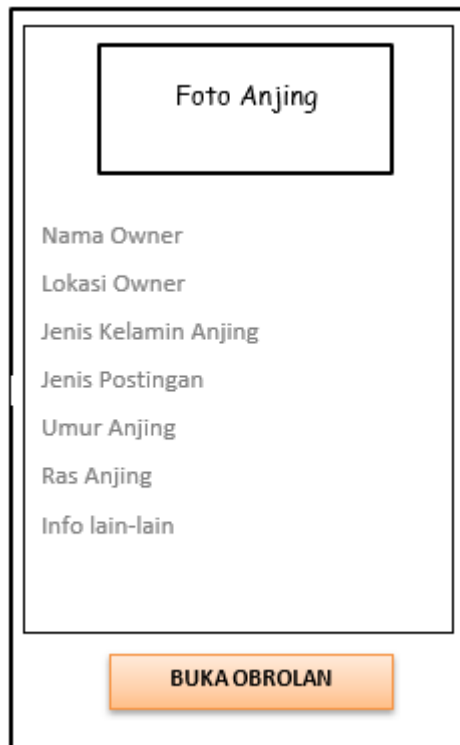 Foto Anjing
Nama Owner
Lokasi Owner
Jenis Kelamin Anjing
Jenis Postingan
Umur Anjing
Ras Anjing
Info lain-lain
BUKA OBROLAN